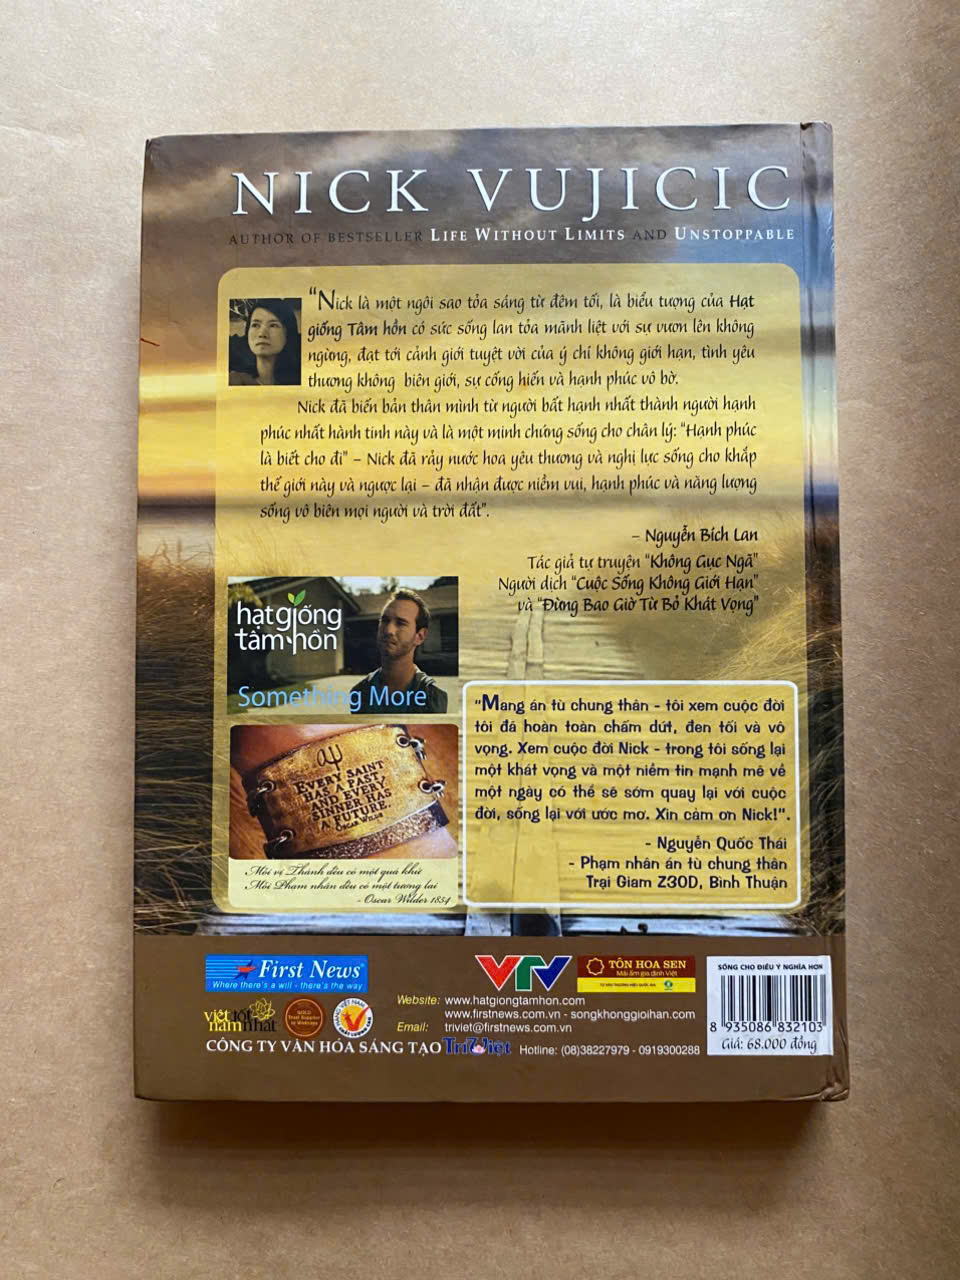 NICK VUJICIC
AUTHOR OF BESTSELLER LIFE WITHOUT LIMITS AND UNSTOPPABLE
“Nick là một ngôi sao tỏa sáng từ đêm tối, là biểu tượng của Hạt
giống Tâm hồn có sức sống lan tỏa mãnh liệt với sự vươn lên không
ngừng, đạt tới cảnh giới tuyệt vời của ý chí không giới hạn, tình yêu
thương không biên giới, sự cống hiến và hạnh phúc vô bờ.
Nick đã biến bản thân mình từ người bất hạnh nhất thành người hạnh
phúc nhất hành tinh này và là một minh chứng sống cho chân lý: “Hạnh phúc
là biết cho đi” – Nick đã rảy nước hoa yêu thương và nghị lực sống cho khắp
thế giới này và ngược lại – đã nhận được niềm vui, hạnh phúc và năng lượng
sống vô biên mọi người và trời đất”.
– Nguyễn Bích Lan
Tác giả tự truyện “Không Gục Ngã”
Người dịch “Cuộc Sống Không Giới Hạn”
và “Đừng Bao Giờ Từ Bỏ Khát Vọng”
hạt giống
tâm hồn
Something More
EVERY SAINT
HAS A PAST
AND EVERY
SINNER HAS
A FUTURE.
OSCAR WILDE
Mỗi vị Thánh đều có một quá khứ
Mỗi Phạm nhân đều có một tương lai
- Oscar Wilder 1854
"Mang án tù chung thân - tôi xem cuộc đời
tôi đã hoàn toàn chấm dứt, đen tối và vô
vọng. Xem cuộc đời Nick - trong tôi sống lại
một khát vọng và một niềm tin mạnh mẽ về
một ngày có thể sẽ sớm quay lại với cuộc
đời, sống lại với ước mơ. Xin cảm ơn Nick!".
- Nguyễn Quốc Thái
- Phạm nhân án tù chung thân
Trại Giam Z30D, Bình Thuận
First News
Where there's a will - there's the way
việt nam tốt nhất
GOLD
CÔNG TY VĂN HÓA SÁNG TẠO Trí Việt
VTV
TÔN HOA SEN
Mái ấm gia đình Việt
Website: www.hatgiongtamhon.com
www.firstnews.com.vn - songkhonggioihan.com
Email: triviet@firstnews.com.vn
Hotline: (08)38227979 - 0919300288
SỐNG CHO ĐIỀU Ý NGHĨA HƠN
8 935086 832103
Giá: 68.000 đồng